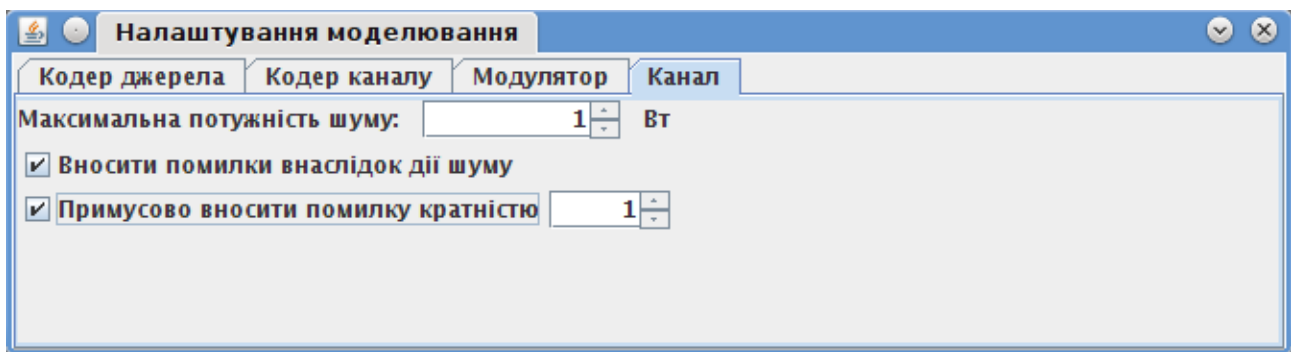 Налаштування моделювання
Кодер джерела Кодер каналу Модулятор Канал
Максимальна потужність шуму: 1 Вт
Вносити помилки внаслідок дії шуму
Примусово вносити помилку кратністю 1